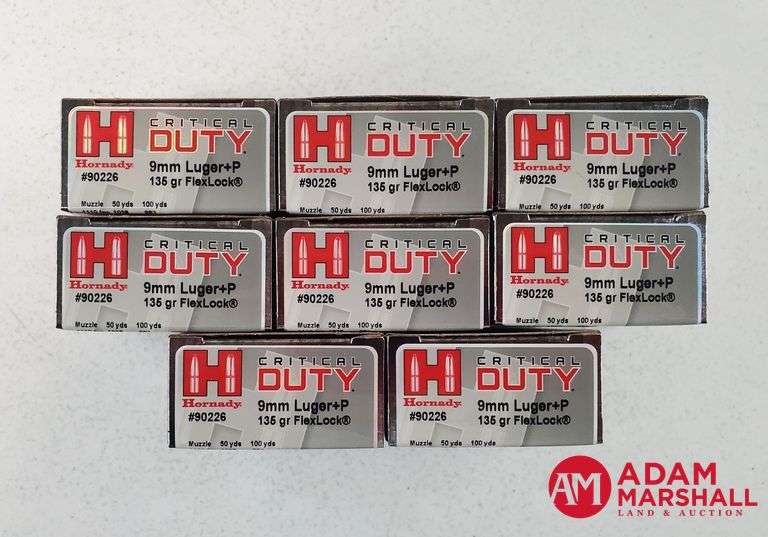 H Hornady
CRITICAL
DUTY
9mm Luger+P
#90226
135 gr FlexLock®
Muzzle 50 yds 100 yds
H Hornady
CRITICAL
DUTY
9mm Luger+P
#90226
135 gr FlexLock®
Muzzle 50 yds 100 yds
H Hornady
CRITICAL
DUTY
9mm Luger+P
#90226
135 gr FlexLock®
Muzzle 50 yds 100 yds
H Hornady
CRITICAL
DUTY
9mm Luger+P
#90226
135 gr FlexLock®
Muzzle 50 yds 100 yds
H Hornady
CRITICAL
DUTY
9mm Luger+P
#90226
135 gr FlexLock®
Muzzle 50 yds 100 yds
H Hornady
CRITICAL
DUTY
9mm Luger+P
#90226
135 gr FlexLock®
Muzzle 50 yds 100 yds
H Hornady
CRITICAL
DUTY
9mm Luger+P
#90226
135 gr FlexLock®
Muzzle 50 yds 100 yds
H Hornady
CRITICAL
DUTY
9mm Luger+P
#90226
135 gr FlexLock®
Muzzle 50 yds 100 yds
AM ADAM
MARSHALL
LAND & AUCTION